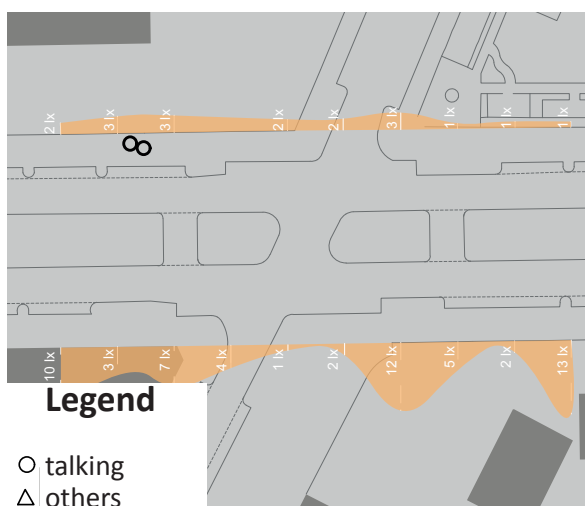 2 lx
3 lx
3 lx
2 lx
2 lx
3 lx
1 lx
1 lx
1 lx
10 lx
3 lx
7 lx
4 lx
1 lx
2 lx
12 lx
5 lx
2 lx
13 lx
Legend
talking
others